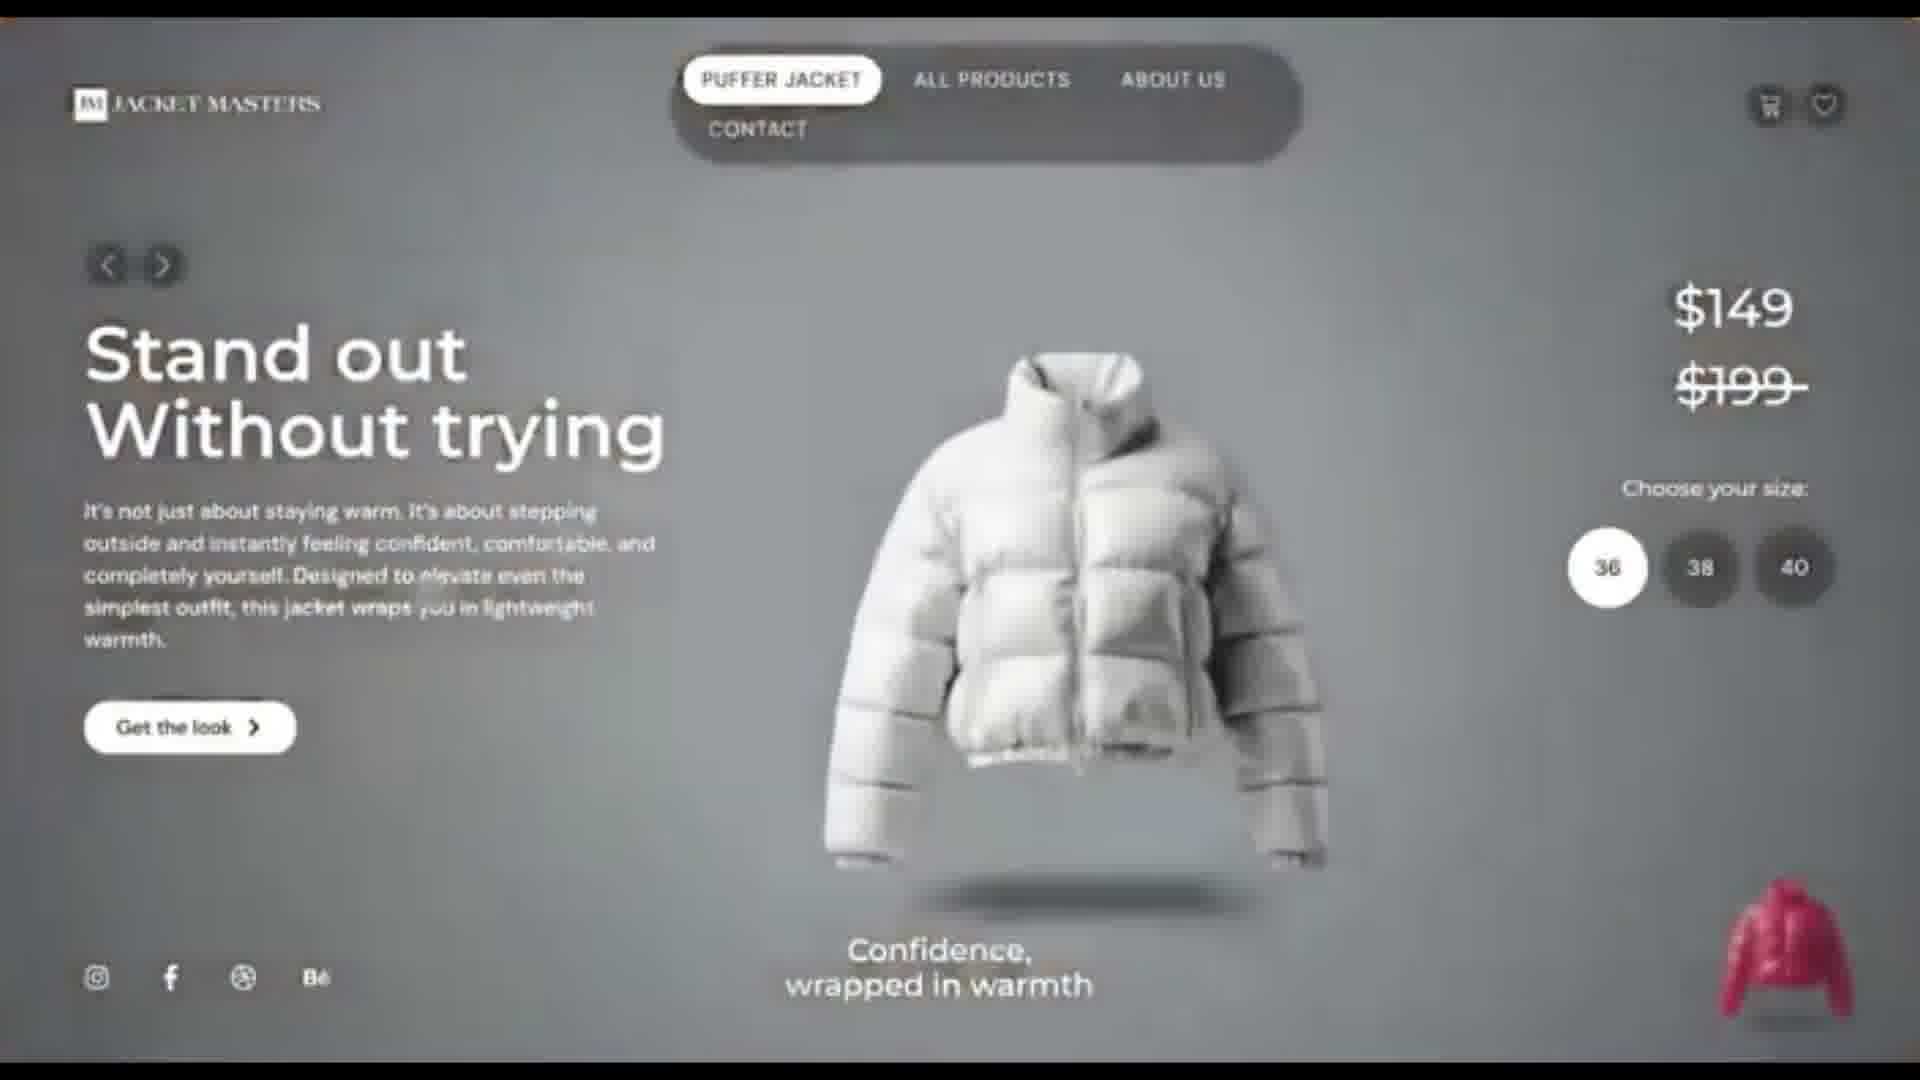 JM JACKET MASTERS
PUFFER JACKET ALL PRODUCTS ABOUT US
CONTACT
Stand out
Without trying
It's not just about staying warm. It's about stepping
outside and instantly feeling confident, comfortable, and
completely yourself. Designed to elevate even the
simplest outfit, this jacket wraps you in lightweight
warmth.
Get the look
$149
$199
Choose your size:
36 38 40
Confidence,
wrapped in warmth
Bē